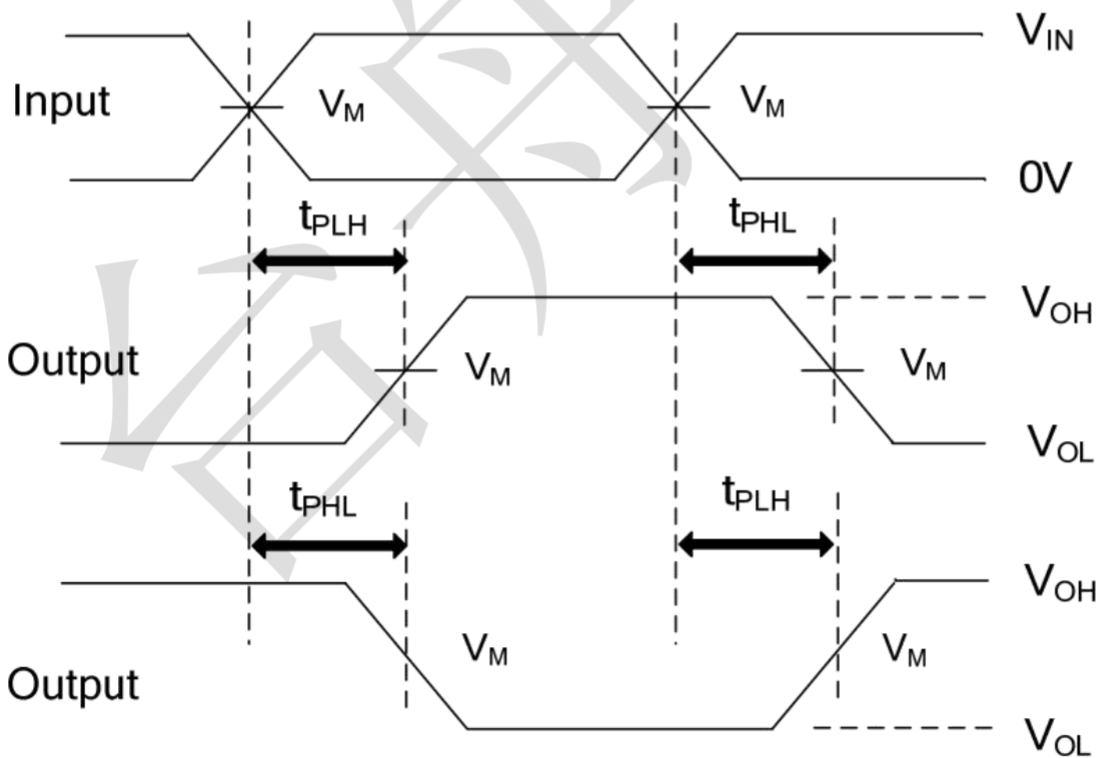 V_IN
Input V_M V_M
0V
t_PLH t_PHL
V_OH
Output V_M V_M
V_OL
t_PHL t_PLH
V_OH
V_M V_M
Output
V_OL